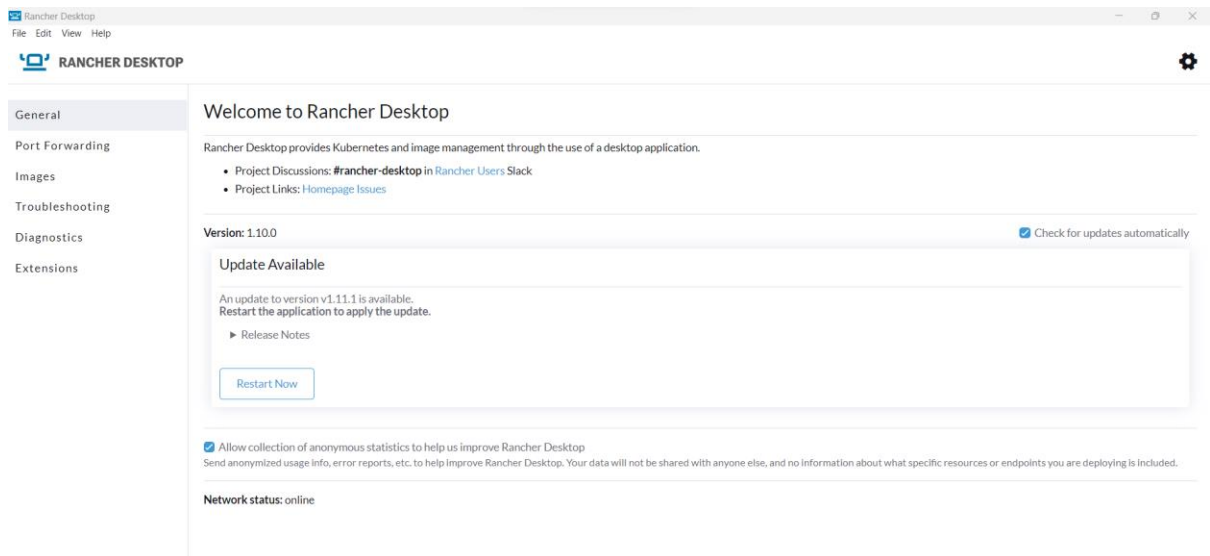 Rancher Desktop
File Edit View Help
RANCHER DESKTOP
General
Port Forwarding
Images
Troubleshooting
Diagnostics
Extensions
Welcome to Rancher Desktop
Rancher Desktop provides Kubernetes and image management through the use of a desktop application.
• Project Discussions: #rancher-desktop in Rancher Users Slack
• Project Links: Homepage Issues
Version: 1.10.0
Check for updates automatically
Update Available
An update to version v1.11.1 is available.
Restart the application to apply the update.
Release Notes
Restart Now
Allow collection of anonymous statistics to help us improve Rancher Desktop
Send anonymized usage info, error reports, etc. to help improve Rancher Desktop. Your data will not be shared with anyone else, and no information about what specific resources or endpoints you are deploying is included.
Network status: online